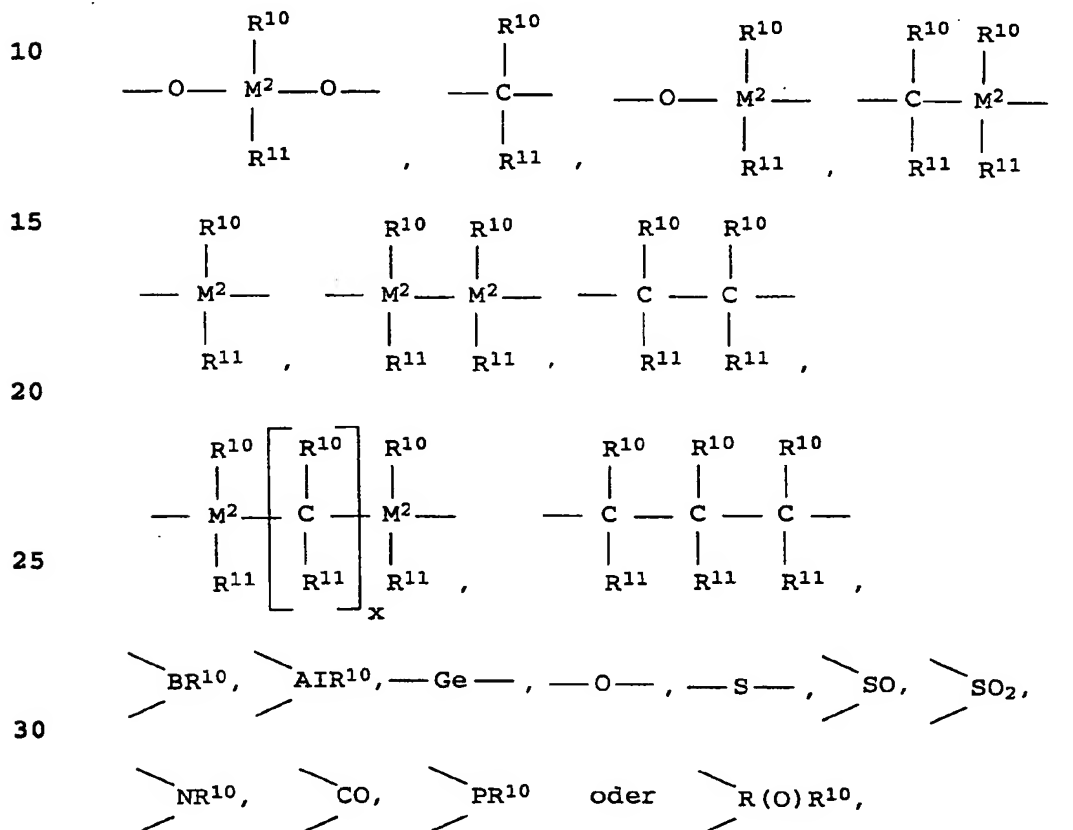 R10 R10 R10 R10 R10
10
—O—M2—O— —C— —O—M2— —C—M2—
R11 , R11 , R11 , R11 R11
15
R10 R10 R10 R10 R10
—M2— —M2—M2— —C—C—
R11 , R11 R11 , R11 R11 ,
20
R10 R10 R10 R10 R10 R10
—M2—[C]—M2— —C—C—C—
25
R11 R11 R11 , R11 R11 R11 ,
x
BR10, AIR10, —Ge—, —O—, —S—, SO, SO2,
30
NR10, CO, PR10 oder R(O)R10,